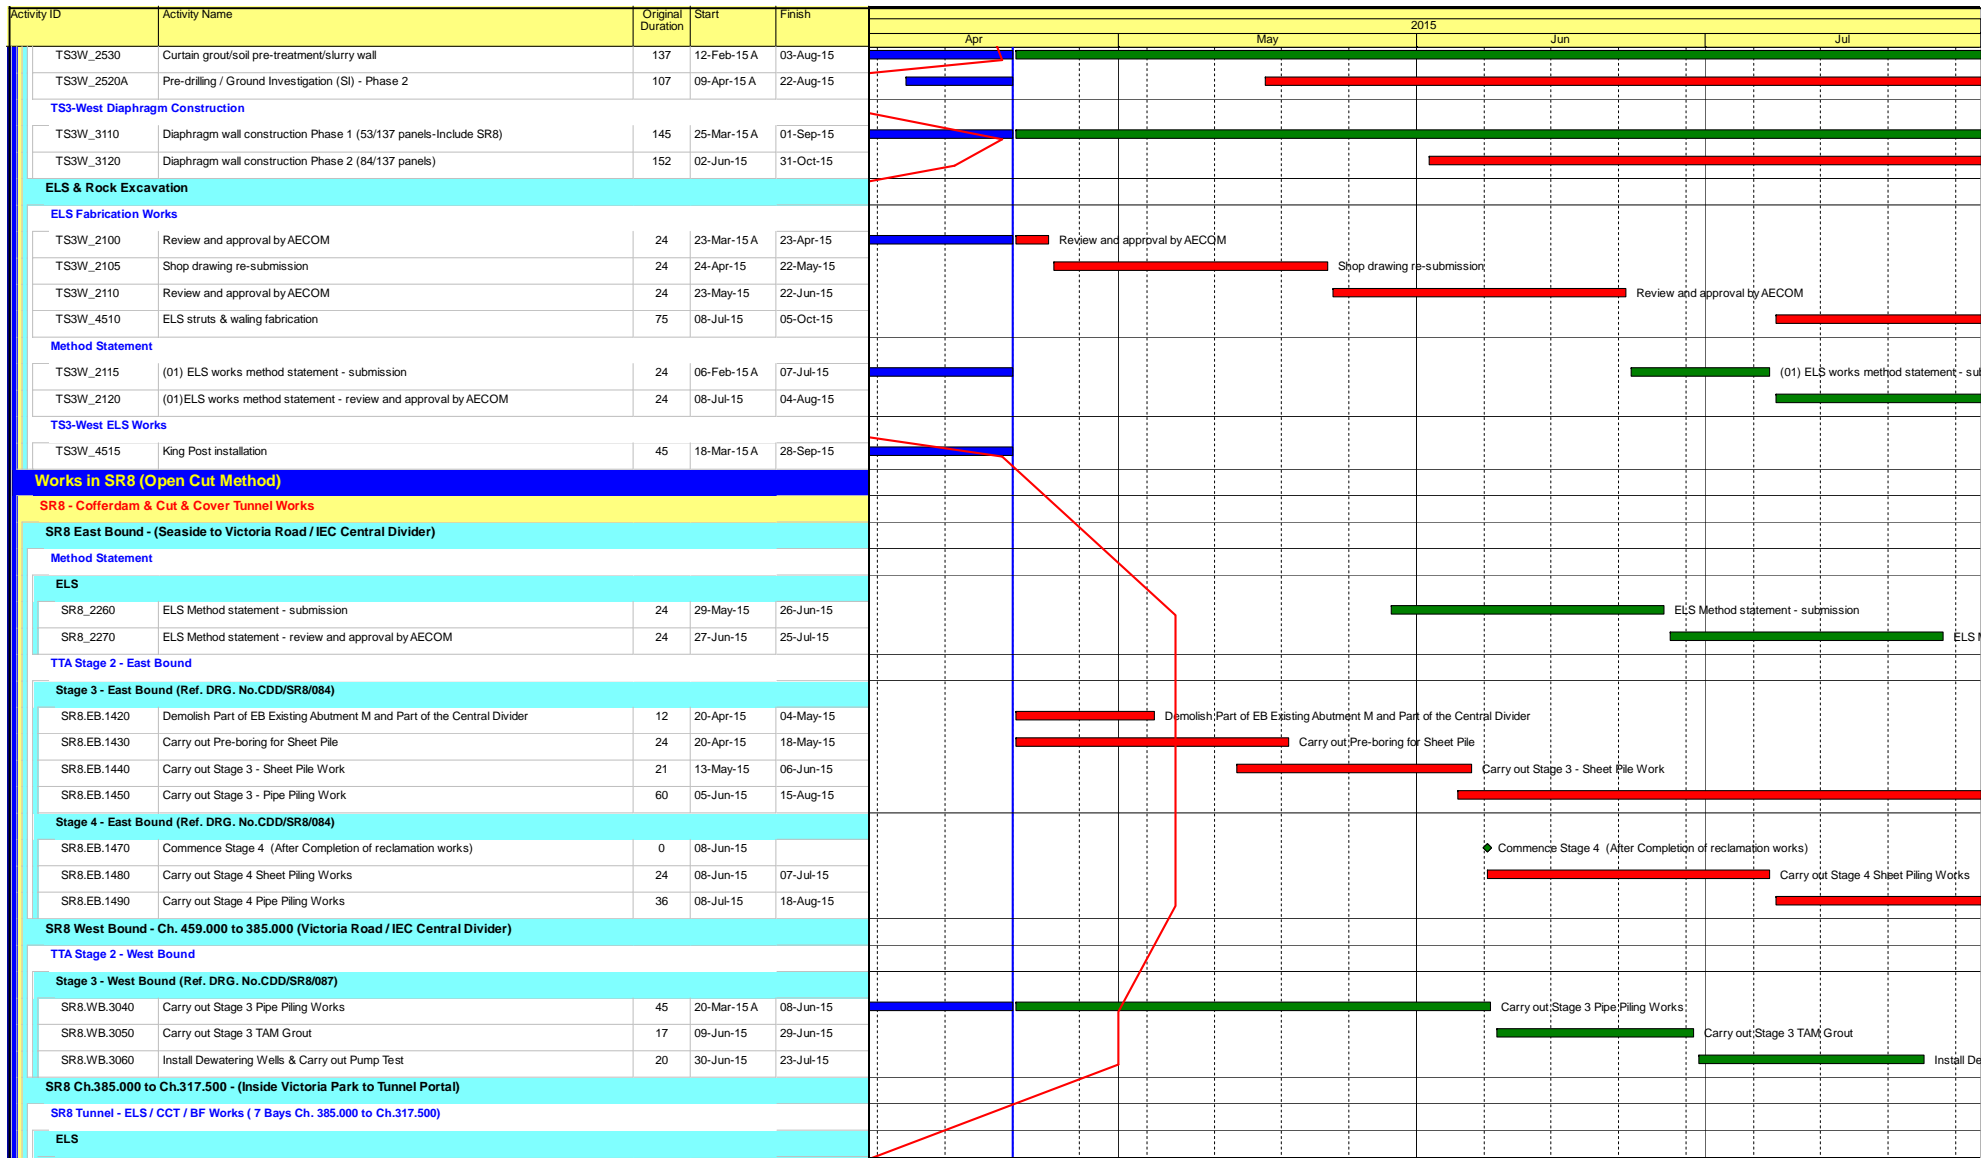 Activity ID Activity Name Original Duration Start Finish 2015
Apr May Jun Jul
TS3W_2530 Curtain grout/soil pre-treatment/slurry wall 137 12-Feb-15 A 03-Aug-15
TS3W_2520A Pre-drilling / Ground Investigation (SI) - Phase 2 107 09-Apr-15 A 22-Aug-15
TS3-West Diaphragm Construction
TS3W_3110 Diaphragm wall construction Phase 1 (53/137 panels-Include SR8) 145 25-Mar-15 A 01-Sep-15
TS3W_3120 Diaphragm wall construction Phase 2 (84/137 panels) 152 02-Jun-15 31-Oct-15
ELS & Rock Excavation
ELS Fabrication Works
TS3W_2100 Review and approval by AECOM 24 23-Mar-15 A 23-Apr-15 Review and approval by AECOM
TS3W_2105 Shop drawing re-submission 24 24-Apr-15 22-May-15 Shop drawing re-submission
TS3W_2110 Review and approval by AECOM 24 23-May-15 22-Jun-15 Review and approval by AECOM
TS3W_4510 ELS struts & waling fabrication 75 08-Jul-15 05-Oct-15
Method Statement
TS3W_2115 (01) ELS works method statement - submission 24 06-Feb-15 A 07-Jul-15 (01) ELS works method statement - sub
TS3W_2120 (01)ELS works method statement - review and approval by AECOM 24 08-Jul-15 04-Aug-15
TS3-West ELS Works
TS3W_4515 King Post installation 45 18-Mar-15 A 28-Sep-15
Works in SR8 (Open Cut Method)
SR8 - Cofferdam & Cut & Cover Tunnel Works
SR8 East Bound - (Seaside to Victoria Road / IEC Central Divider)
Method Statement
ELS
SR8_2260 ELS Method statement - submission 24 29-May-15 26-Jun-15 ELS Method statement - submission
SR8_2270 ELS Method statement - review and approval by AECOM 24 27-Jun-15 25-Jul-15 ELS M
TTA Stage 2 - East Bound
Stage 3 - East Bound (Ref. DRG. No.CDD/SR8/084)
SR8.EB.1420 Demolish Part of EB Existing Abutment M and Part of the Central Divider 12 20-Apr-15 04-May-15 Demolish Part of EB Existing Abutment M and Part of the Central Divider
SR8.EB.1430 Carry out Pre-boring for Sheet Pile 24 20-Apr-15 18-May-15 Carry out Pre-boring for Sheet Pile
SR8.EB.1440 Carry out Stage 3 - Sheet Pile Work 21 13-May-15 06-Jun-15 Carry out Stage 3 - Sheet Pile Work
SR8.EB.1450 Carry out Stage 3 - Pipe Piling Work 60 05-Jun-15 15-Aug-15
Stage 4 - East Bound (Ref. DRG. No.CDD/SR8/084)
SR8.EB.1470 Commence Stage 4 (After Completion of reclamation works) 0 08-Jun-15 Commence Stage 4 (After Completion of reclamation works)
SR8.EB.1480 Carry out Stage 4 Sheet Piling Works 24 08-Jun-15 07-Jul-15 Carry out Stage 4 Sheet Piling Works
SR8.EB.1490 Carry out Stage 4 Pipe Piling Works 36 08-Jul-15 18-Aug-15
SR8 West Bound - Ch. 459.000 to 385.000 (Victoria Road / IEC Central Divider)
TTA Stage 2 - West Bound
Stage 3 - West Bound (Ref. DRG. No.CDD/SR8/087)
SR8.WB.3040 Carry out Stage 3 Pipe Piling Works 45 20-Mar-15 A 08-Jun-15 Carry out Stage 3 Pipe Piling Works
SR8.WB.3050 Carry out Stage 3 TAM Grout 17 09-Jun-15 29-Jun-15 Carry out Stage 3 TAM Grout
SR8.WB.3060 Install Dewatering Wells & Carry out Pump Test 20 30-Jun-15 23-Jul-15 Install De
SR8 Ch.385.000 to Ch.317.500 - (Inside Victoria Park to Tunnel Portal)
SR8 Tunnel - ELS / CCT / BF Works ( 7 Bays Ch. 385.000 to Ch.317.500)
ELS